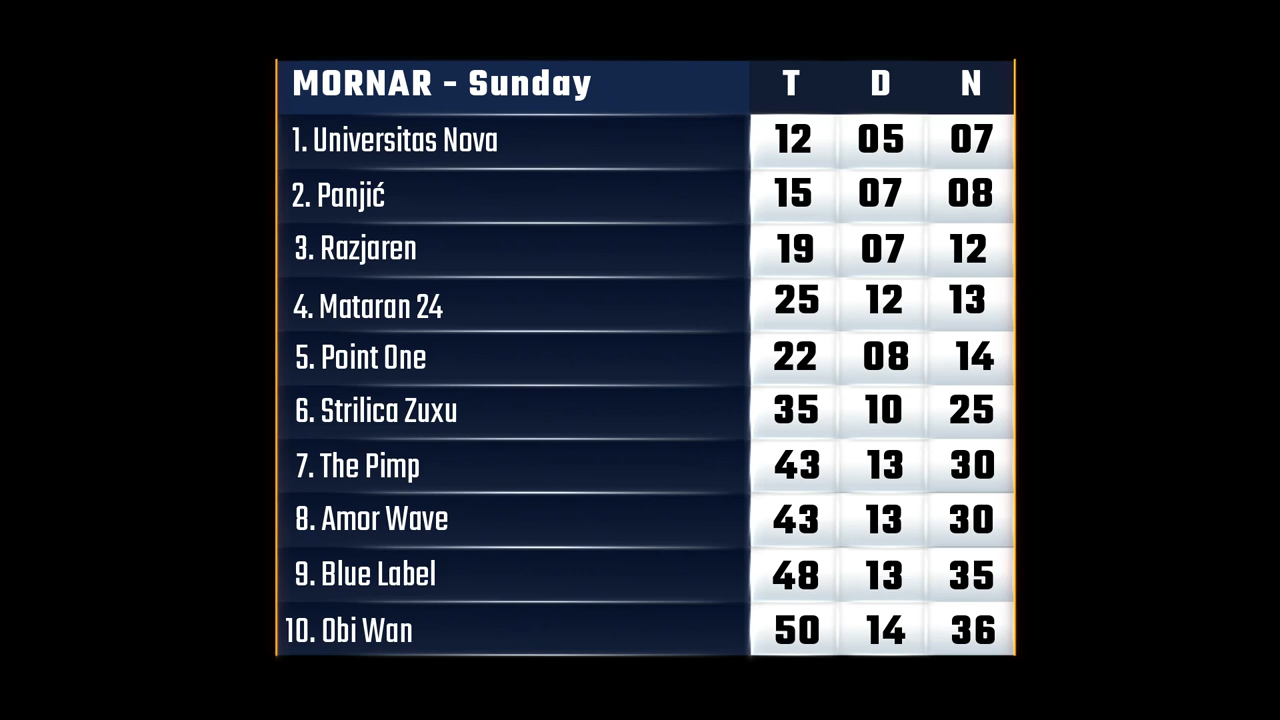 MORNAR - Sunday T D N
1. Universitas Nova 12 05 07
2. Panjić 15 07 08
3. Razjaren 19 07 12
4. Mataran 24 25 12 13
5. Point One 22 08 14
6. Strilica Zuxu 35 10 25
7. The Pimp 43 13 30
8. Amor Wave 43 13 30
9. Blue Label 48 13 35
10. Obi Wan 50 14 36